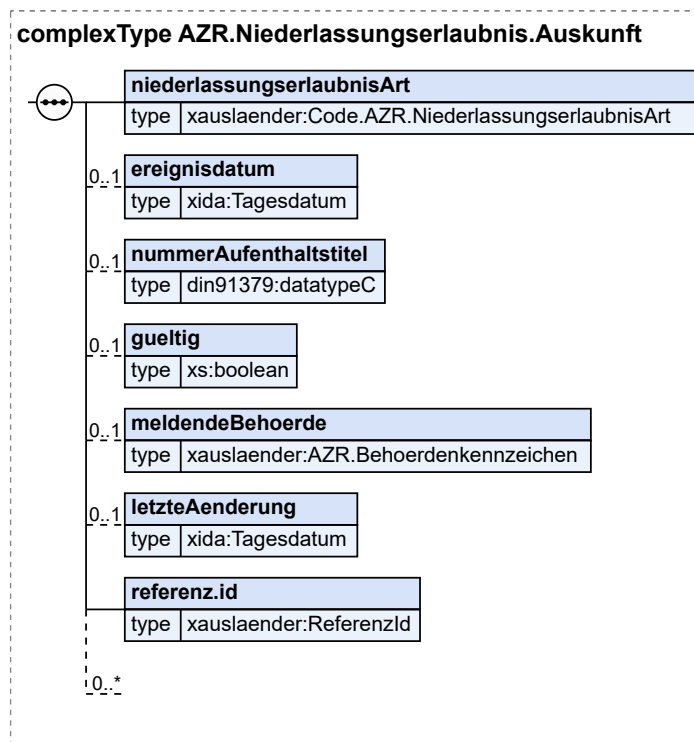 complexType AZR.Niederlassungserlaubnis.Auskunft
niederlassungserlaubnisArt
type xauslaender:Code.AZR.NiederlassungserlaubnisArt
0..1 ereignisdatum
type xida:Tagesdatum
0..1 nummerAufenthaltstitel
type din91379:datatypeC
0..1 gueltig
type xs:boolean
0..1 meldendeBehoerde
type xauslaender:AZR.Behoerdenkennzeichen
0..1 letzteAenderung
type xida:Tagesdatum
referenz.id
type xauslaender:ReferenzId
0..*